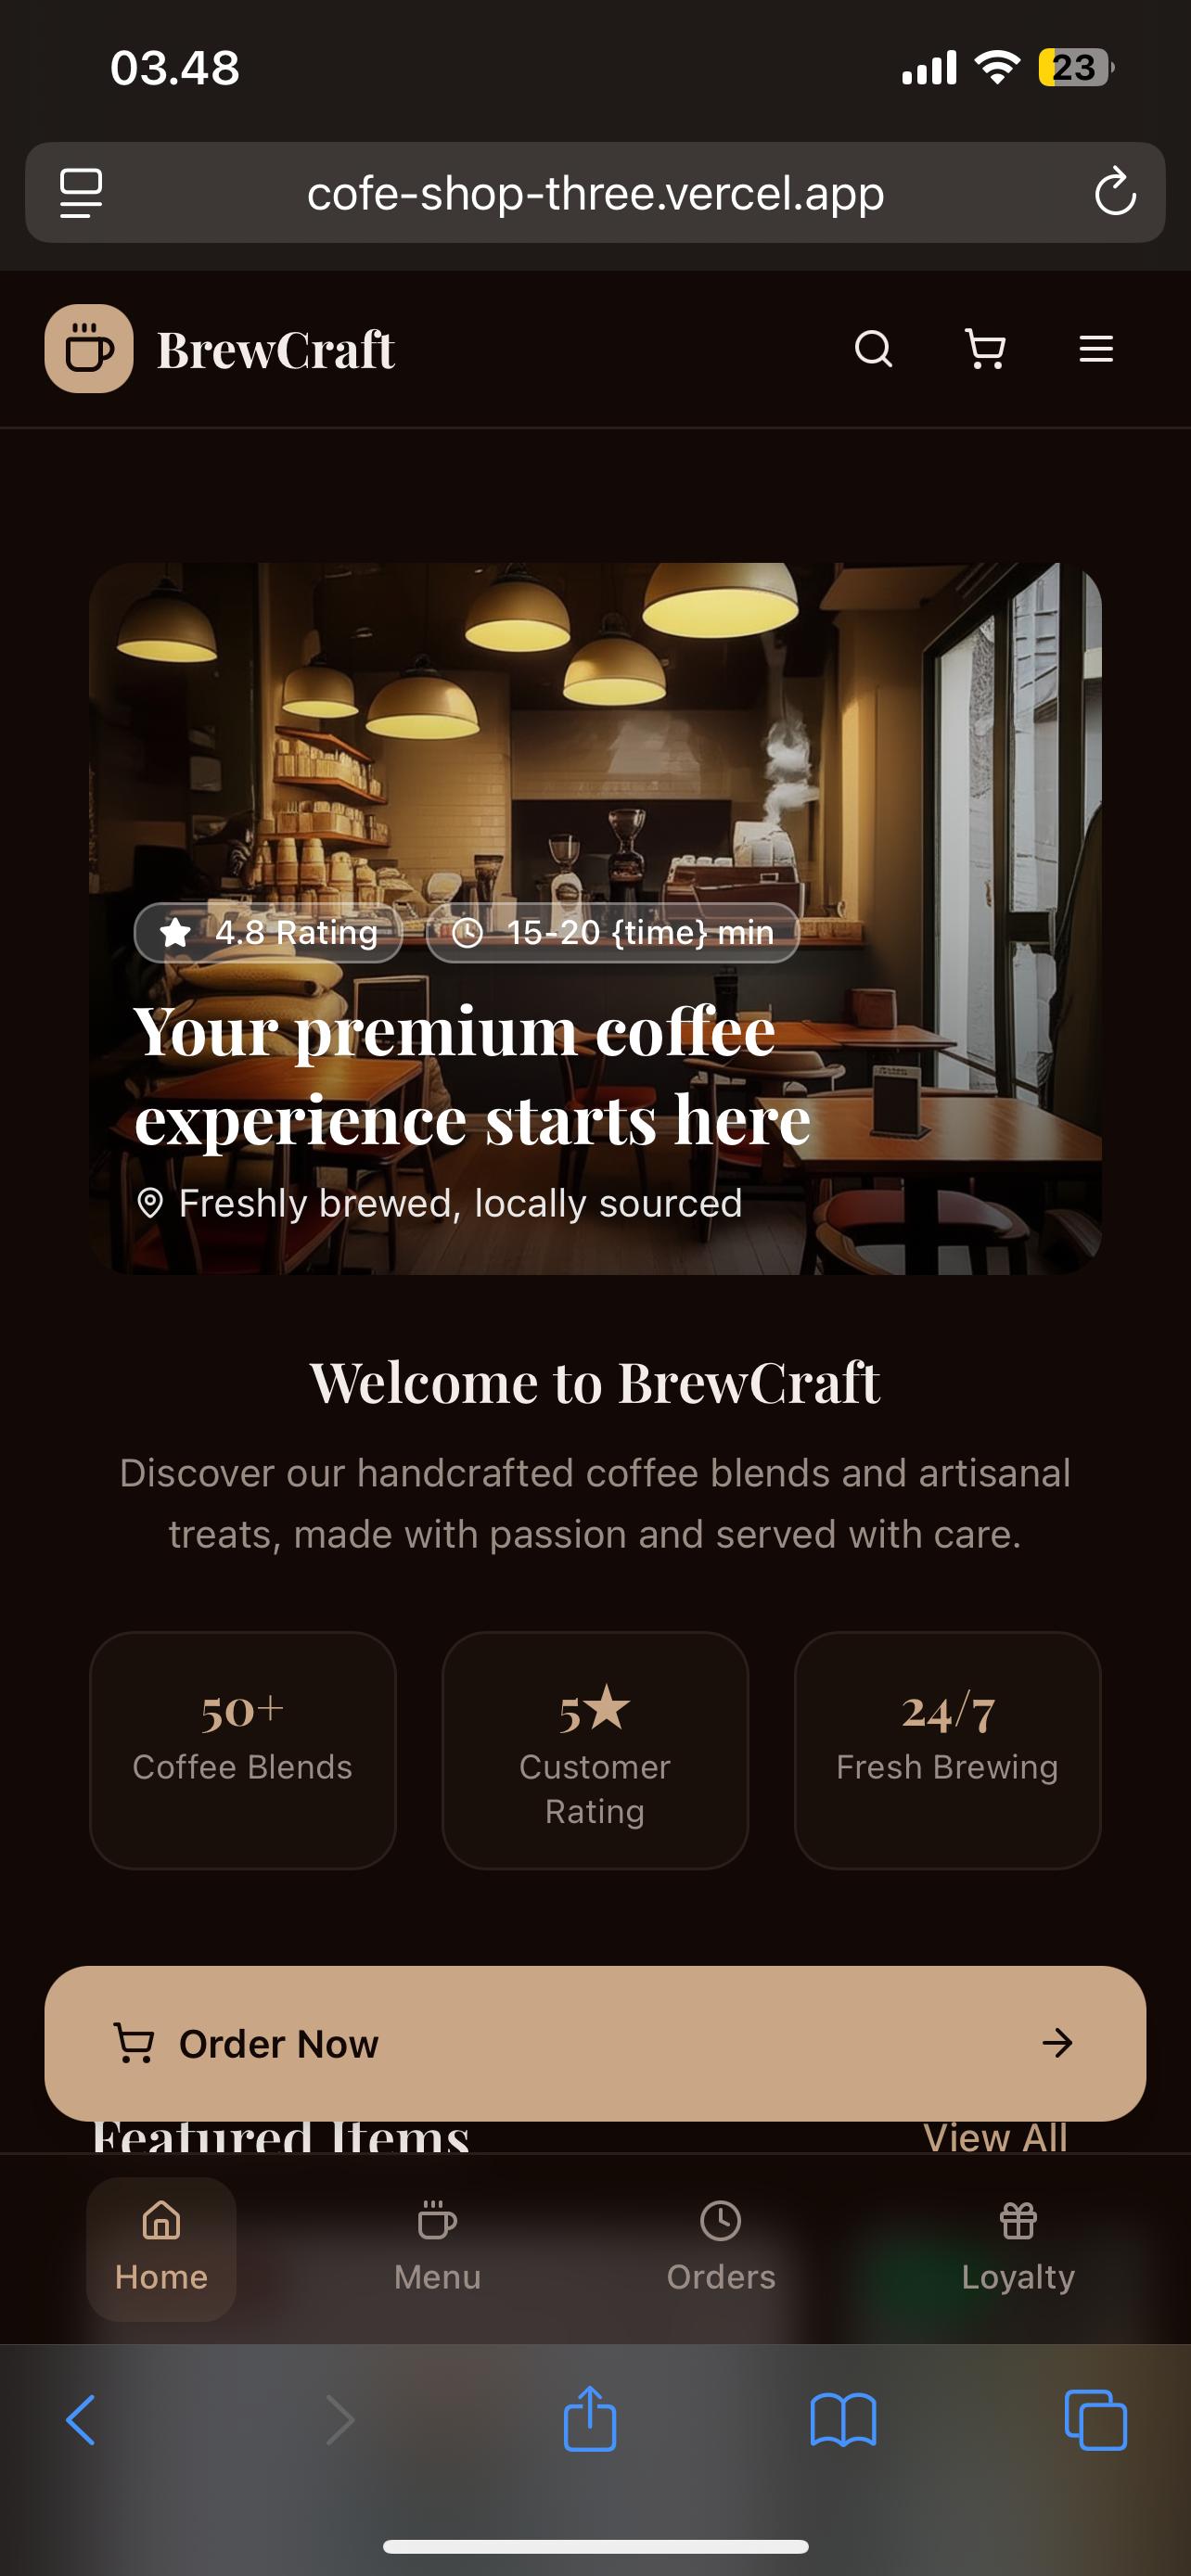 03.48
23
cofe-shop-three.vercel.app
BrewCraft
4.8 Rating
15-20 {time} min
Your premium coffee
experience starts here
Freshly brewed, locally sourced
Welcome to BrewCraft
Discover our handcrafted coffee blends and artisanal
treats, made with passion and served with care.
50+
Coffee Blends
5★
Customer
Rating
24/7
Fresh Brewing
Order Now
Featured Items
View All
Home
Menu
Orders
Loyalty